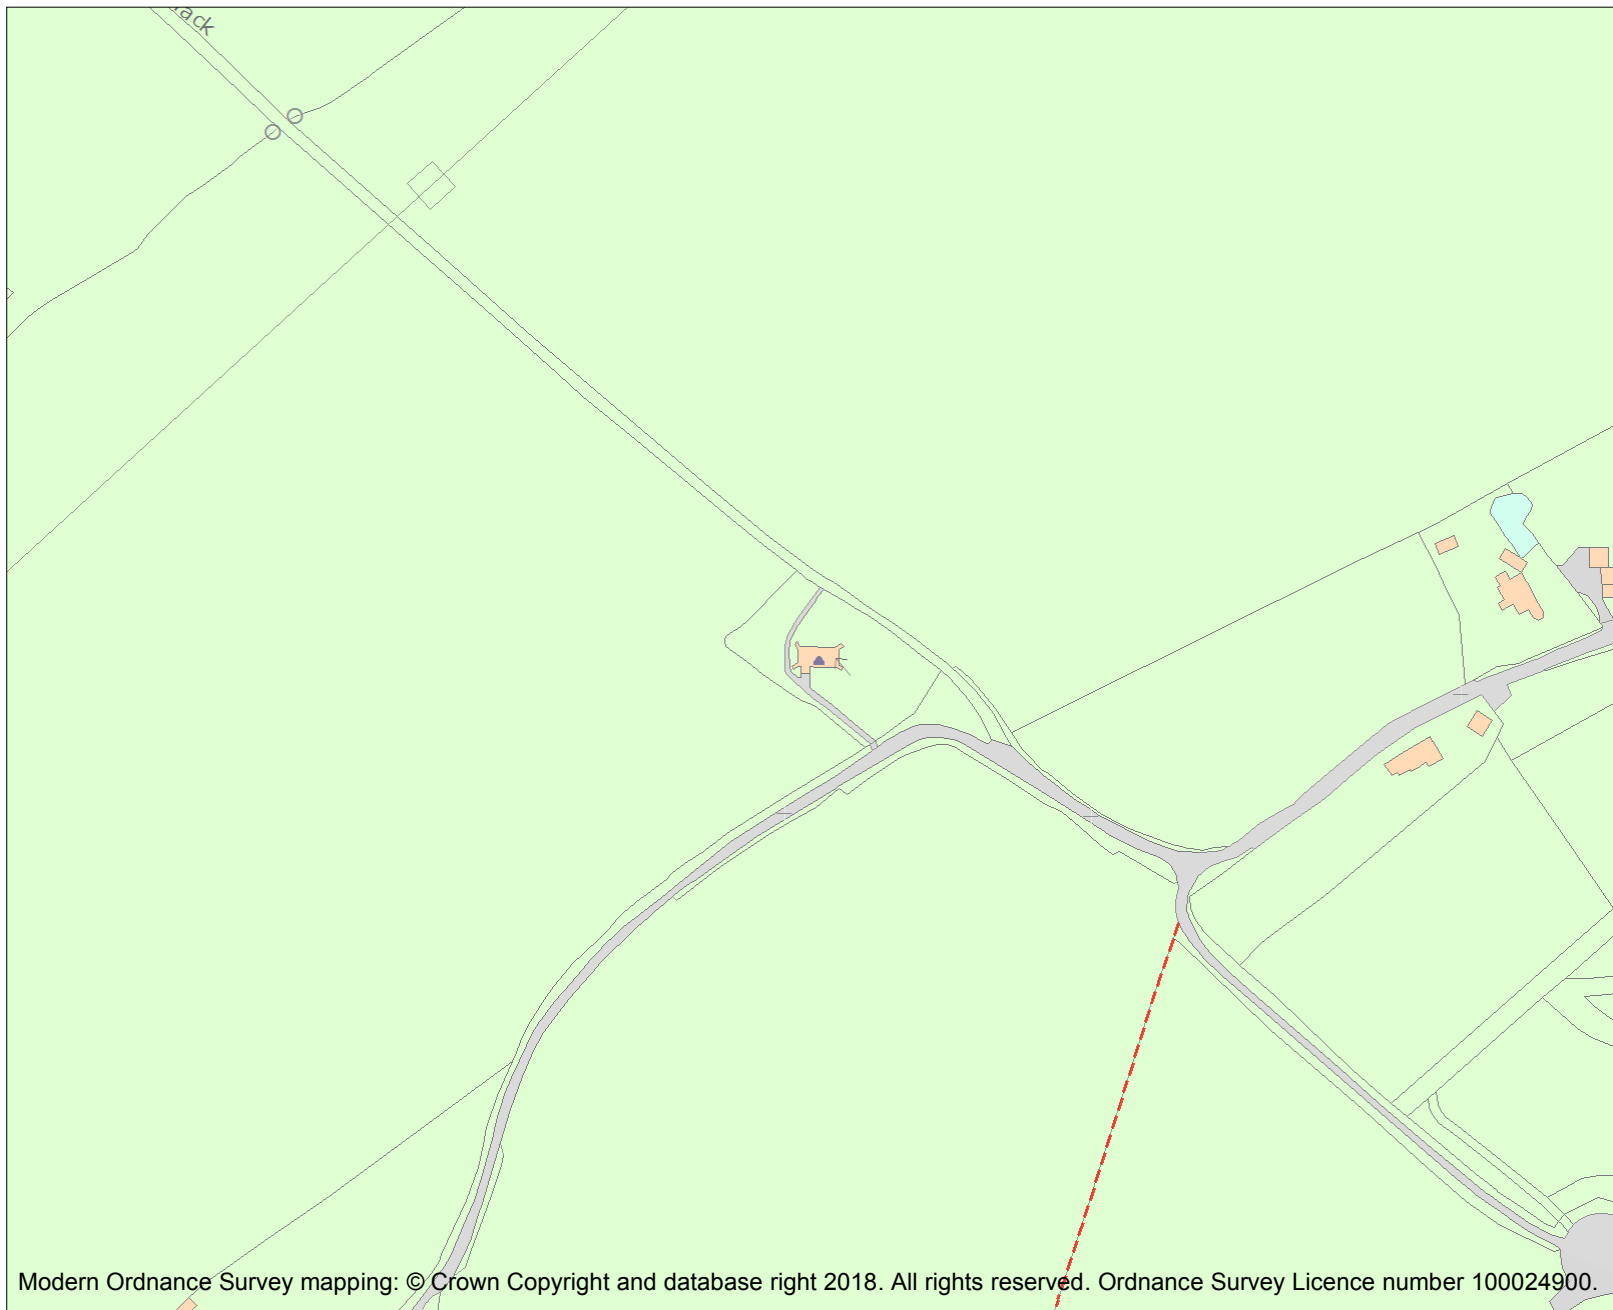 Modern Ordnance Survey mapping: © Crown Copyright and database right 2018. All rights reserved. Ordnance Survey Licence number 100024900.